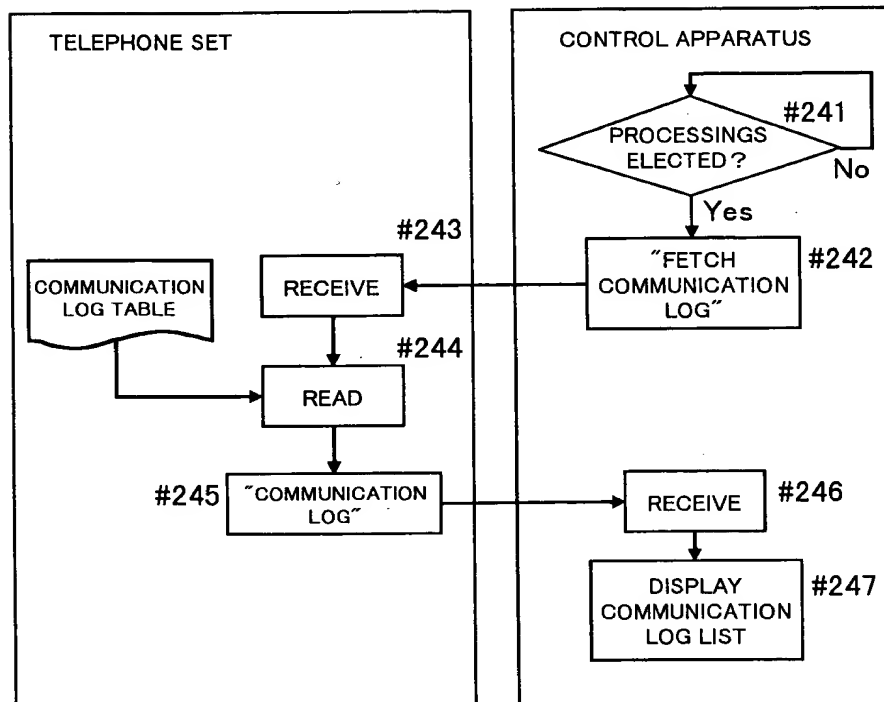 TELEPHONE SET
CONTROL APPARATUS
#241
PROCESSINGS
ELECTED?
No
Yes
#243
"FETCH
COMMUNICATION
LOG"
#242
COMMUNICATION
LOG TABLE
RECEIVE
#244
READ
#245
"COMMUNICATION
LOG"
RECEIVE
#246
DISPLAY
COMMUNICATION
LOG LIST
#247